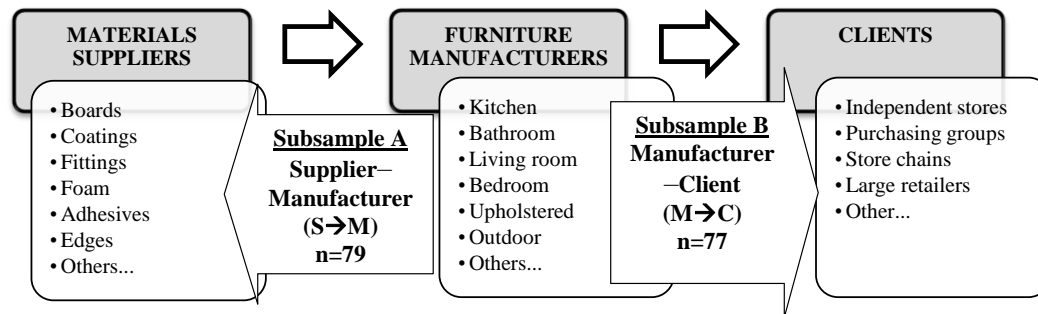 MATERIALS
SUPPLIERS
• Boards
• Coatings
• Fittings
• Foam
• Adhesives
• Edges
• Others...
Subsample A
Supplier—
Manufacturer
(S→M)
n=79
FURNITURE
MANUFACTURERS
• Kitchen
• Bathroom
• Living room
• Bedroom
• Upholstered
• Outdoor
• Others...
Subsample B
Manufacturer
—Client
(M→C)
n=77
CLIENTS
• Independent stores
• Purchasing groups
• Store chains
• Large retailers
• Other...